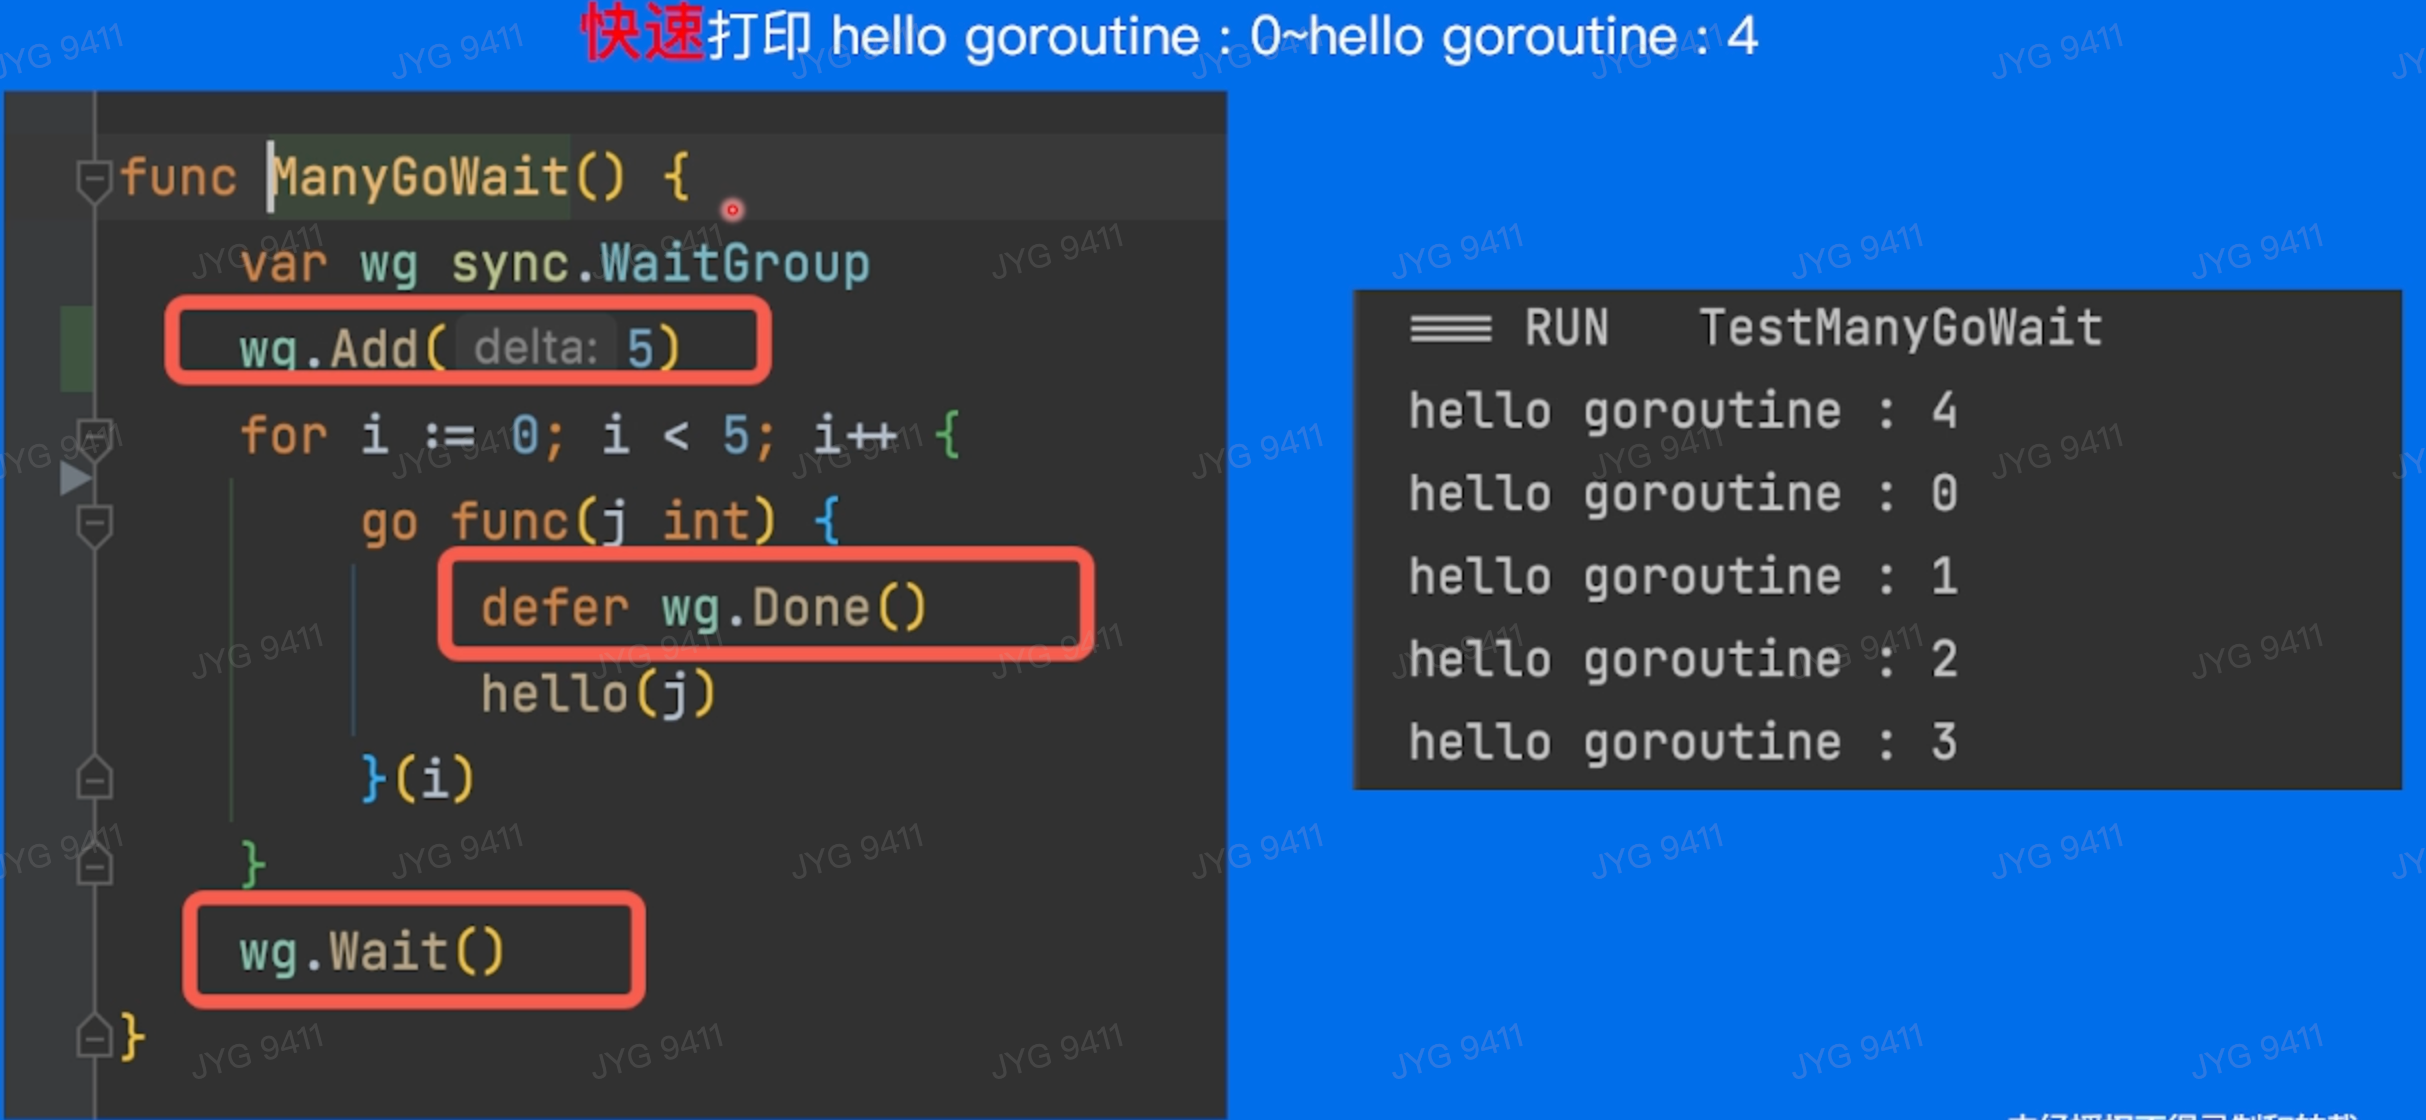 快速打印 hello goroutine : 0~hello goroutine : 4
func ManyGoWait() {
var wg sync.WaitGroup
wg.Add( delta: 5)
for i := 0; i < 5; i++ {
go func(j int) {
defer wg.Done()
hello(j)
}(i)
}
wg.Wait()
}
=== RUN TestManyGoWait
hello goroutine : 4
hello goroutine : 0
hello goroutine : 1
hello goroutine : 2
hello goroutine : 3
JYG 9411